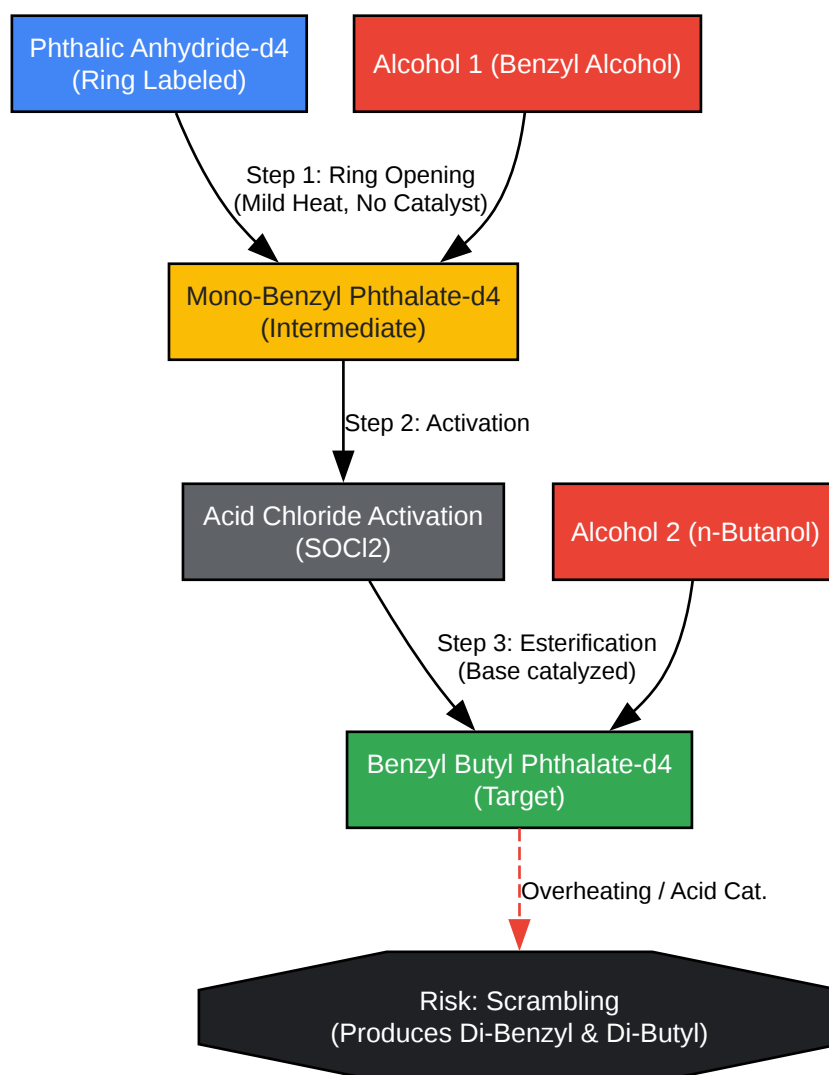 Phthalic Anhydride-d4
(Ring Labeled)
Alcohol 1 (Benzyl Alcohol)
Step 1: Ring Opening
(Mild Heat, No Catalyst)
Mono-Benzyl Phthalate-d4
(Intermediate)
Step 2: Activation
Acid Chloride Activation
(SOCl2)
Alcohol 2 (n-Butanol)
Step 3: Esterification
(Base catalyzed)
Benzyl Butyl Phthalate-d4
(Target)
Overheating / Acid Cat.
Risk: Scrambling
(Produces Di-Benzyl & Di-Butyl)